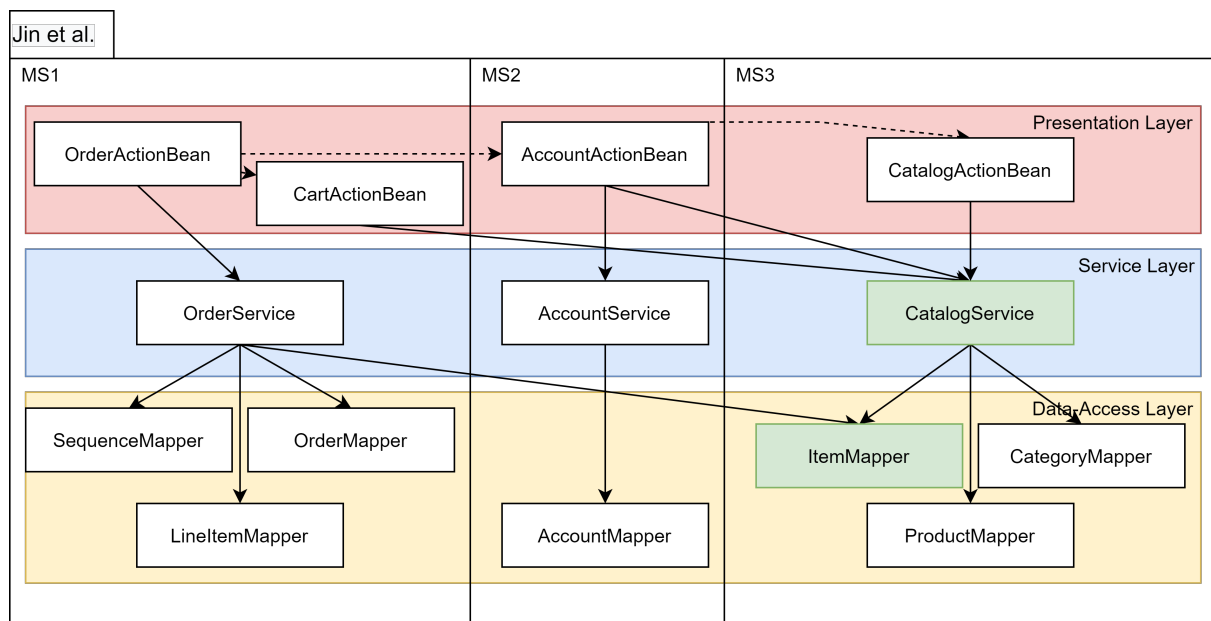 Jin et al.
MS1
MS2
MS3
Presentation Layer
OrderActionBean
AccountActionBean
CatalogActionBean
CartActionBean
Service Layer
OrderService
AccountService
CatalogService
Data-Access Layer
SequenceMapper
OrderMapper
ItemMapper
CategoryMapper
LineItemMapper
AccountMapper
ProductMapper